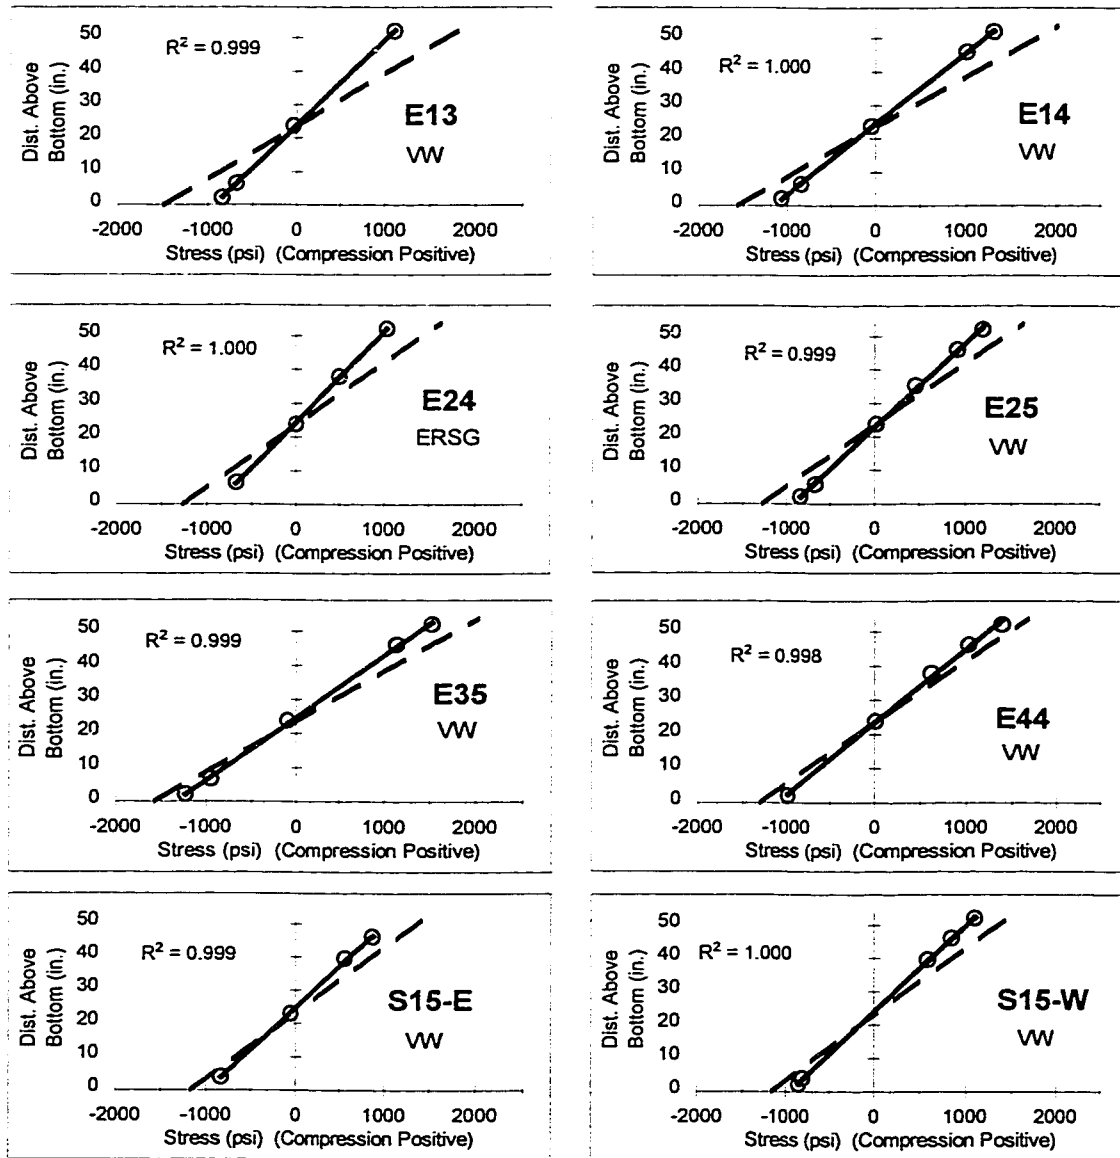 50
40
30
20
10
0
Dist. Above
Bottom (in.)
R² = 0.999
E13
VW
-2000 -1000 0 1000 2000
Stress (psi) (Compression Positive)
50
40
30
20
10
0
Dist. Above
Bottom (in.)
R² = 1.000
E14
VW
-2000 -1000 0 1000 2000
Stress (psi) (Compression Positive)
50
40
30
20
10
0
Dist. Above
Bottom (in.)
R² = 1.000
E24
ERSG
-2000 -1000 0 1000 2000
Stress (psi) (Compression Positive)
50
40
30
20
10
0
Dist. Above
Bottom (in.)
R² = 0.999
E25
VW
-2000 -1000 0 1000 2000
Stress (psi) (Compression Positive)
50
40
30
20
10
0
Dist. Above
Bottom (in.)
R² = 0.999
E35
VW
-2000 -1000 0 1000 2000
Stress (psi) (Compression Positive)
50
40
30
20
10
0
Dist. Above
Bottom (in.)
R² = 0.998
E44
VW
-2000 -1000 0 1000 2000
Stress (psi) (Compression Positive)
50
40
30
20
10
0
Dist. Above
Bottom (in.)
R² = 0.999
S15-E
VW
-2000 -1000 0 1000 2000
Stress (psi) (Compression Positive)
50
40
30
20
10
0
Dist. Above
Bottom (in.)
R² = 1.000
S15-W
VW
-2000 -1000 0 1000 2000
Stress (psi) (Compression Positive)